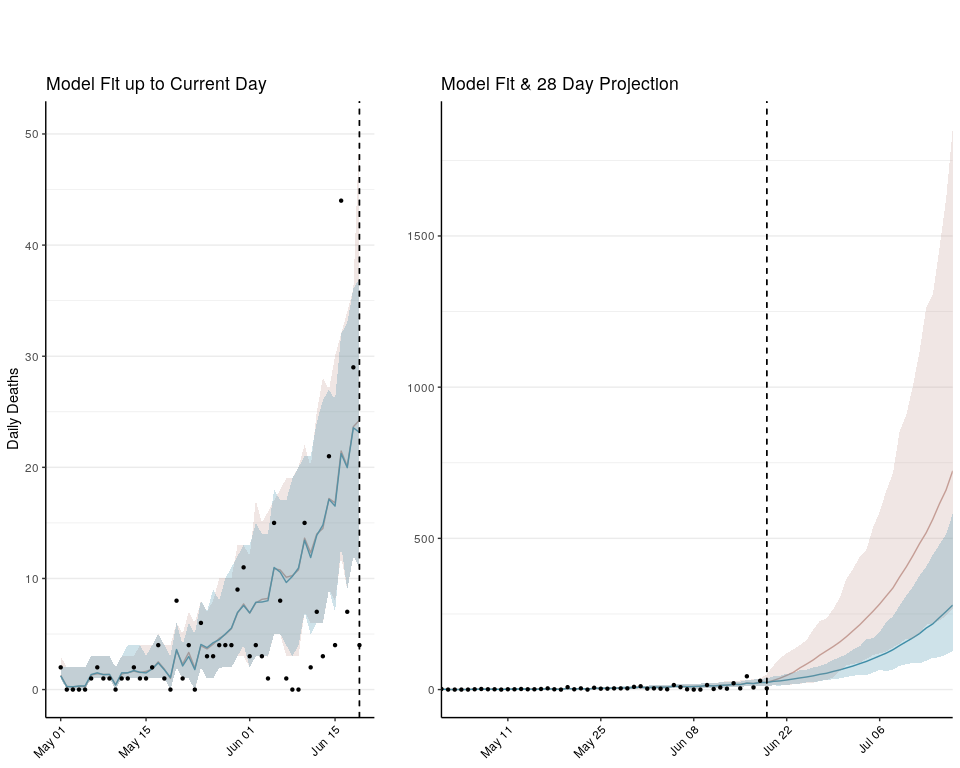 Model Fit up to Current Day
Daily Deaths
50
40
30
20
10
0
May 01
May 15
Jun 01
Jun 15
Model Fit & 28 Day Projection
1500
1000
500
0
May 11
May 25
Jun 08
Jun 22
Jul 06